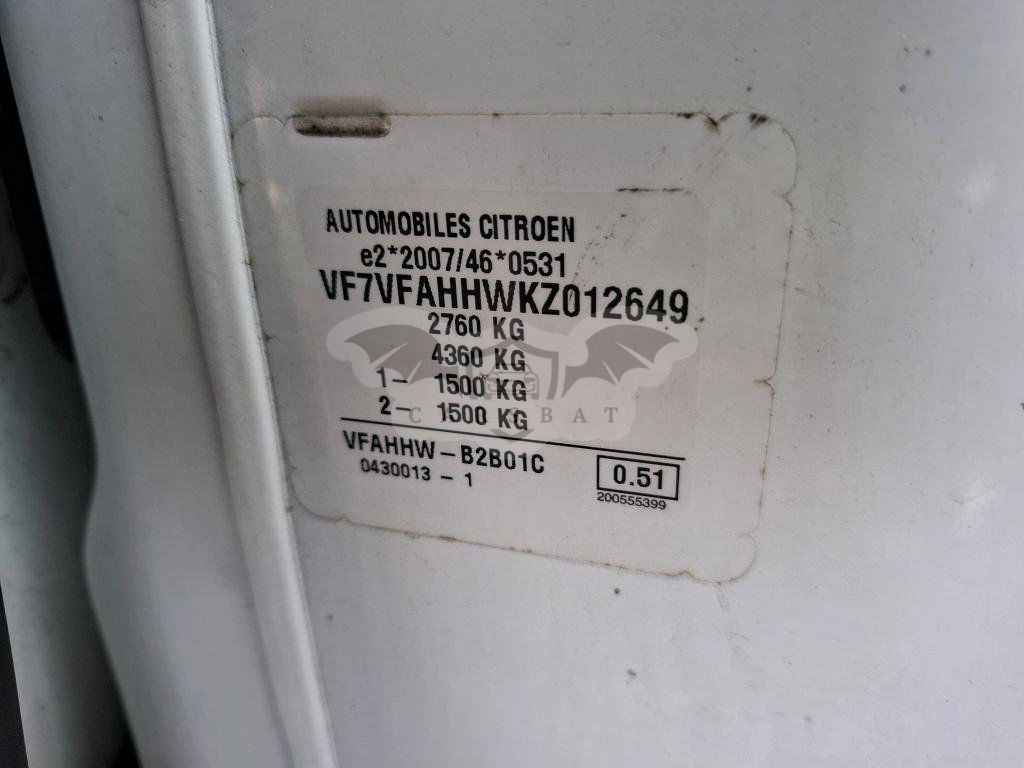 AUTOMOBILES CITROEN
e2*2007/46*0531
VF7VFAHHWKZ012649
2760 KG
4360 KG
1- 1500 KG
2- 1500 KG
VFAHHW-B2B01C
0430013-1
0.51
200555399